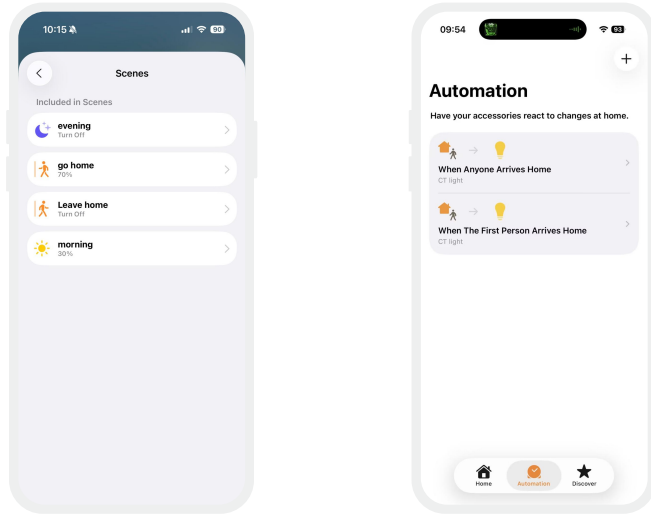 10:15
90
Scenes
Included in Scenes
evening
Turn Off
go home
70%
Leave home
Turn Off
morning
30%
09:54
93
Automation
Have your accessories react to changes at home.
When Anyone Arrives Home
CT light
When The First Person Arrives Home
CT light
Home
Automation
Discover